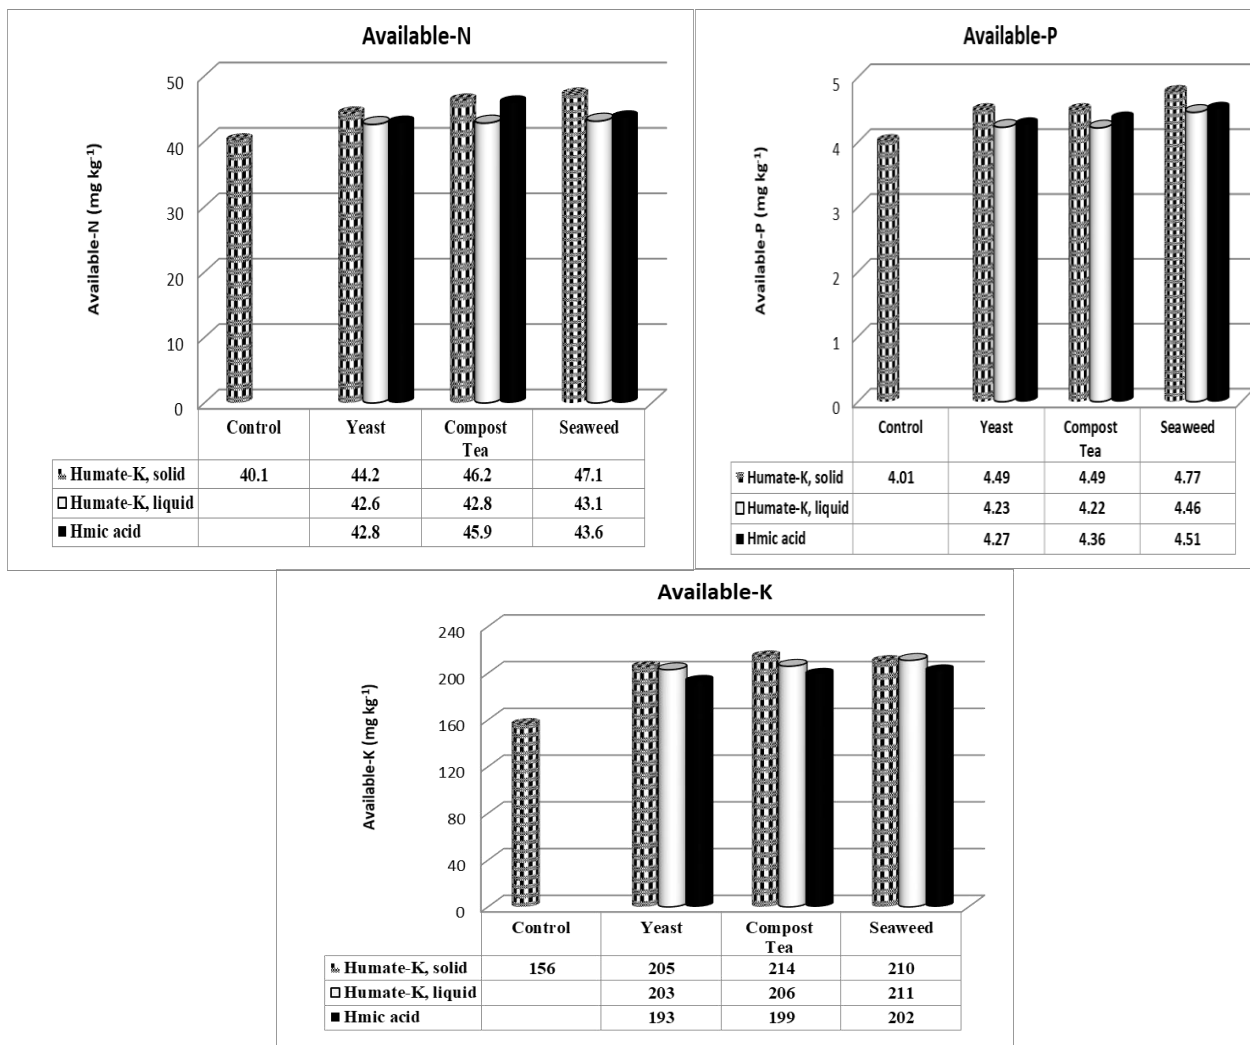 Available-N
Available-N (mg kg-1)
50
40
30
20
10
0
Control Yeast Compost Tea Seaweed
Humate-K, solid 40.1 44.2 46.2 47.1
Humate-K, liquid 42.6 42.8 43.1
Hmic acid 42.8 45.9 43.6
Available-P
Available-P (mg kg-1)
5
4
3
2
1
0
Control Yeast Compost Tea Seaweed
Humate-K, solid 4.01 4.49 4.49 4.77
Humate-K, liquid 4.23 4.22 4.46
Hmic acid 4.27 4.36 4.51
Available-K
Available-K (mg kg-1)
240
200
160
120
80
40
0
Control Yeast Compost Tea Seaweed
Humate-K, solid 156 205 214 210
Humate-K, liquid 203 206 211
Hmic acid 193 199 202